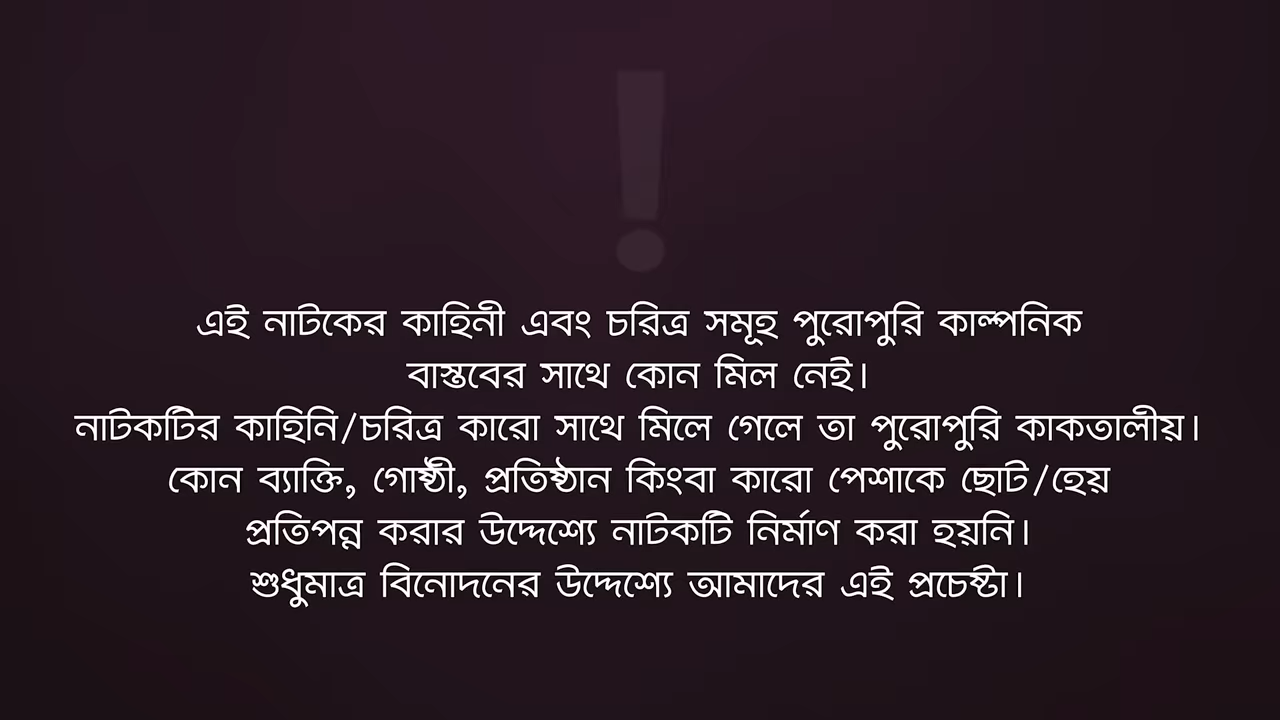 এই নাটকের কাহিনী এবং চরিত্র সমূহ পুরোপুরি কাল্পনিক
বাস্তবের সাথে কোন মিল নেই।
নাটকটির কাহিনি/চরিত্র কারো সাথে মিলে গেলে তা পুরোপুরি কাকতালীয়।
কোন ব্যাক্তি, গোষ্ঠী, প্রতিষ্ঠান কিংবা কারো পেশাকে ছোট/হেয়
প্রতিপন্ন করার উদ্দেশ্যে নাটকটি নির্মাণ করা হয়নি।
শুধুমাত্র বিনোদনের উদ্দেশ্যে আমাদের এই প্রচেষ্টা।